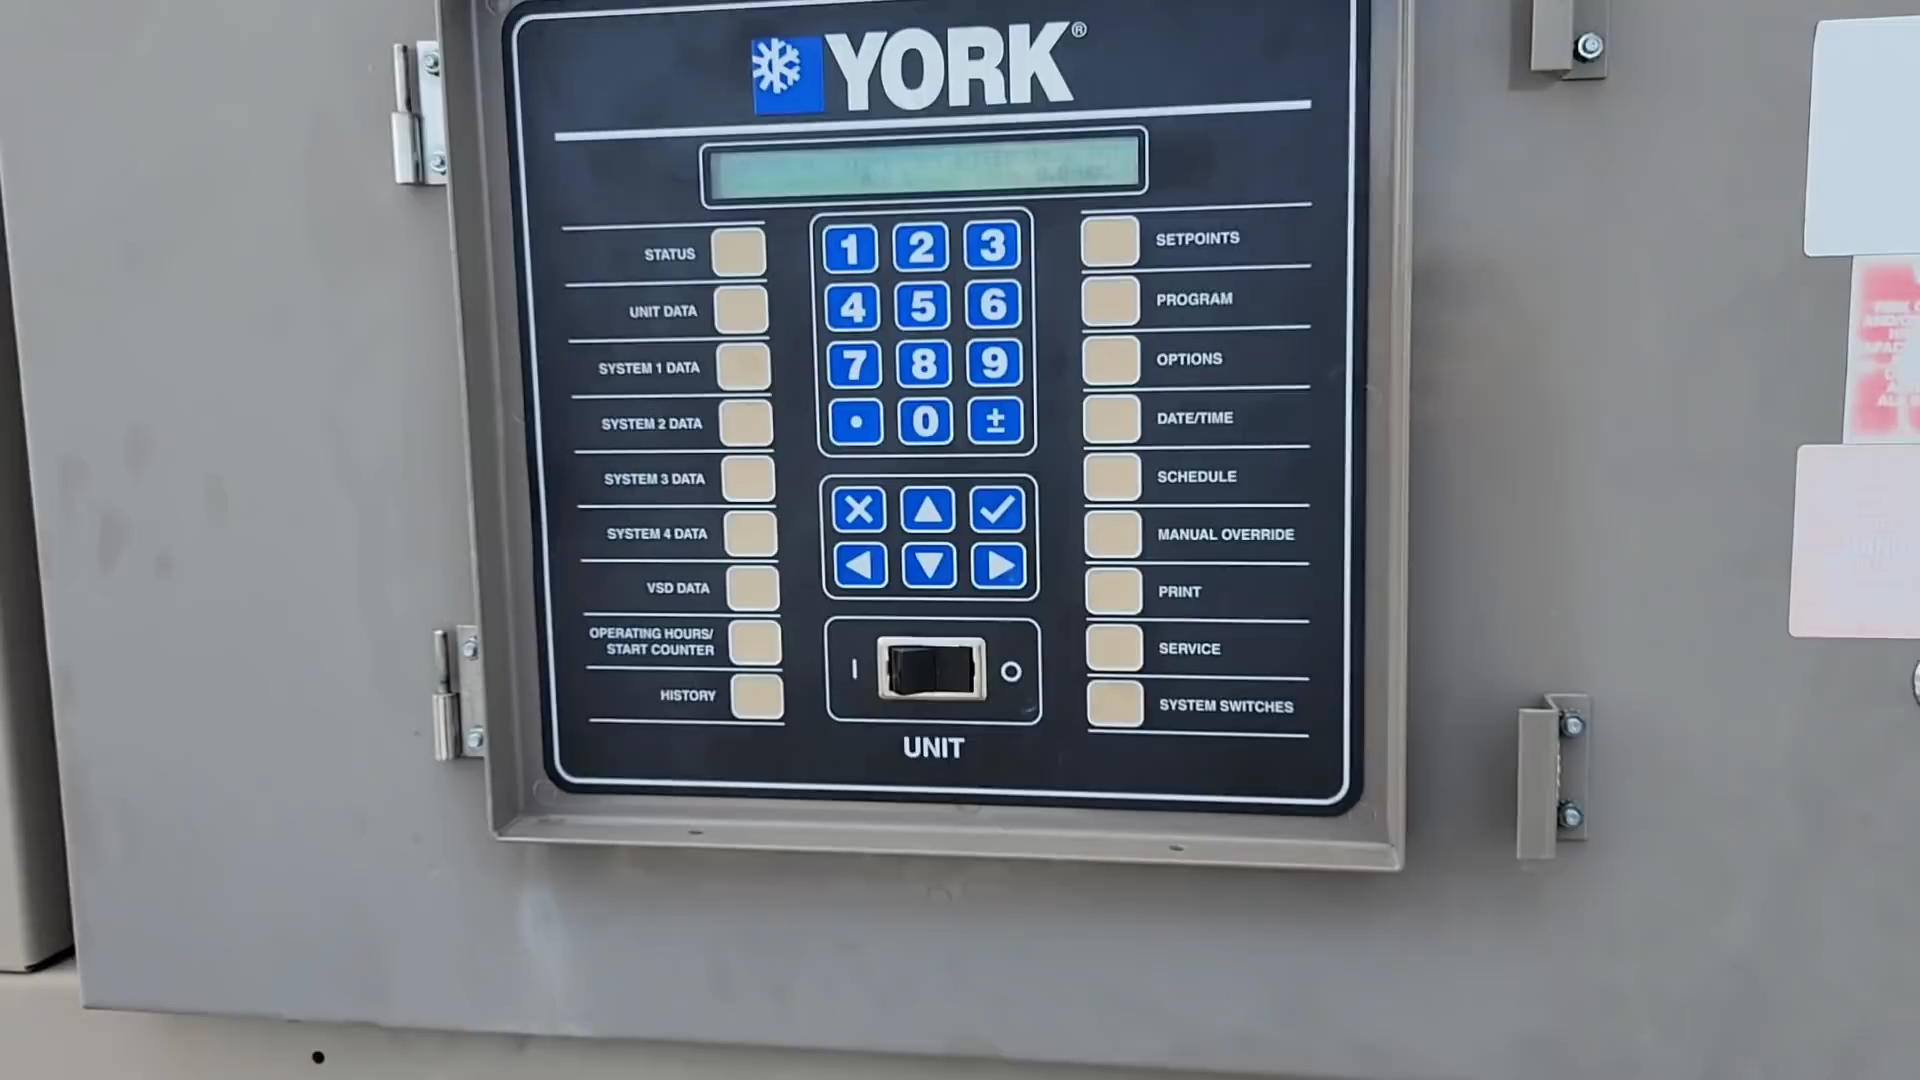 YORK®
STATUS
UNIT DATA
SYSTEM 1 DATA
SYSTEM 2 DATA
SYSTEM 3 DATA
SYSTEM 4 DATA
VSD DATA
OPERATING HOURS/
START COUNTER
HISTORY
1 2 3
4 5 6
7 8 9
• 0 ±
I O
UNIT
SETPOINTS
PROGRAM
OPTIONS
DATE/TIME
SCHEDULE
MANUAL OVERRIDE
PRINT
SERVICE
SYSTEM SWITCHES